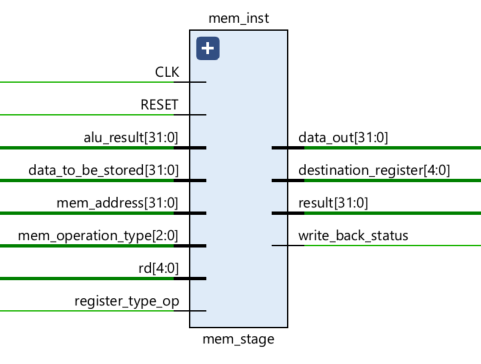 mem_inst
CLK
RESET
alu_result[31:0]
data_out[31:0]
data_to_be_stored[31:0]
destination_register[4:0]
mem_address[31:0]
result[31:0]
mem_operation_type[2:0]
write_back_status
rd[4:0]
register_type_op
mem_stage